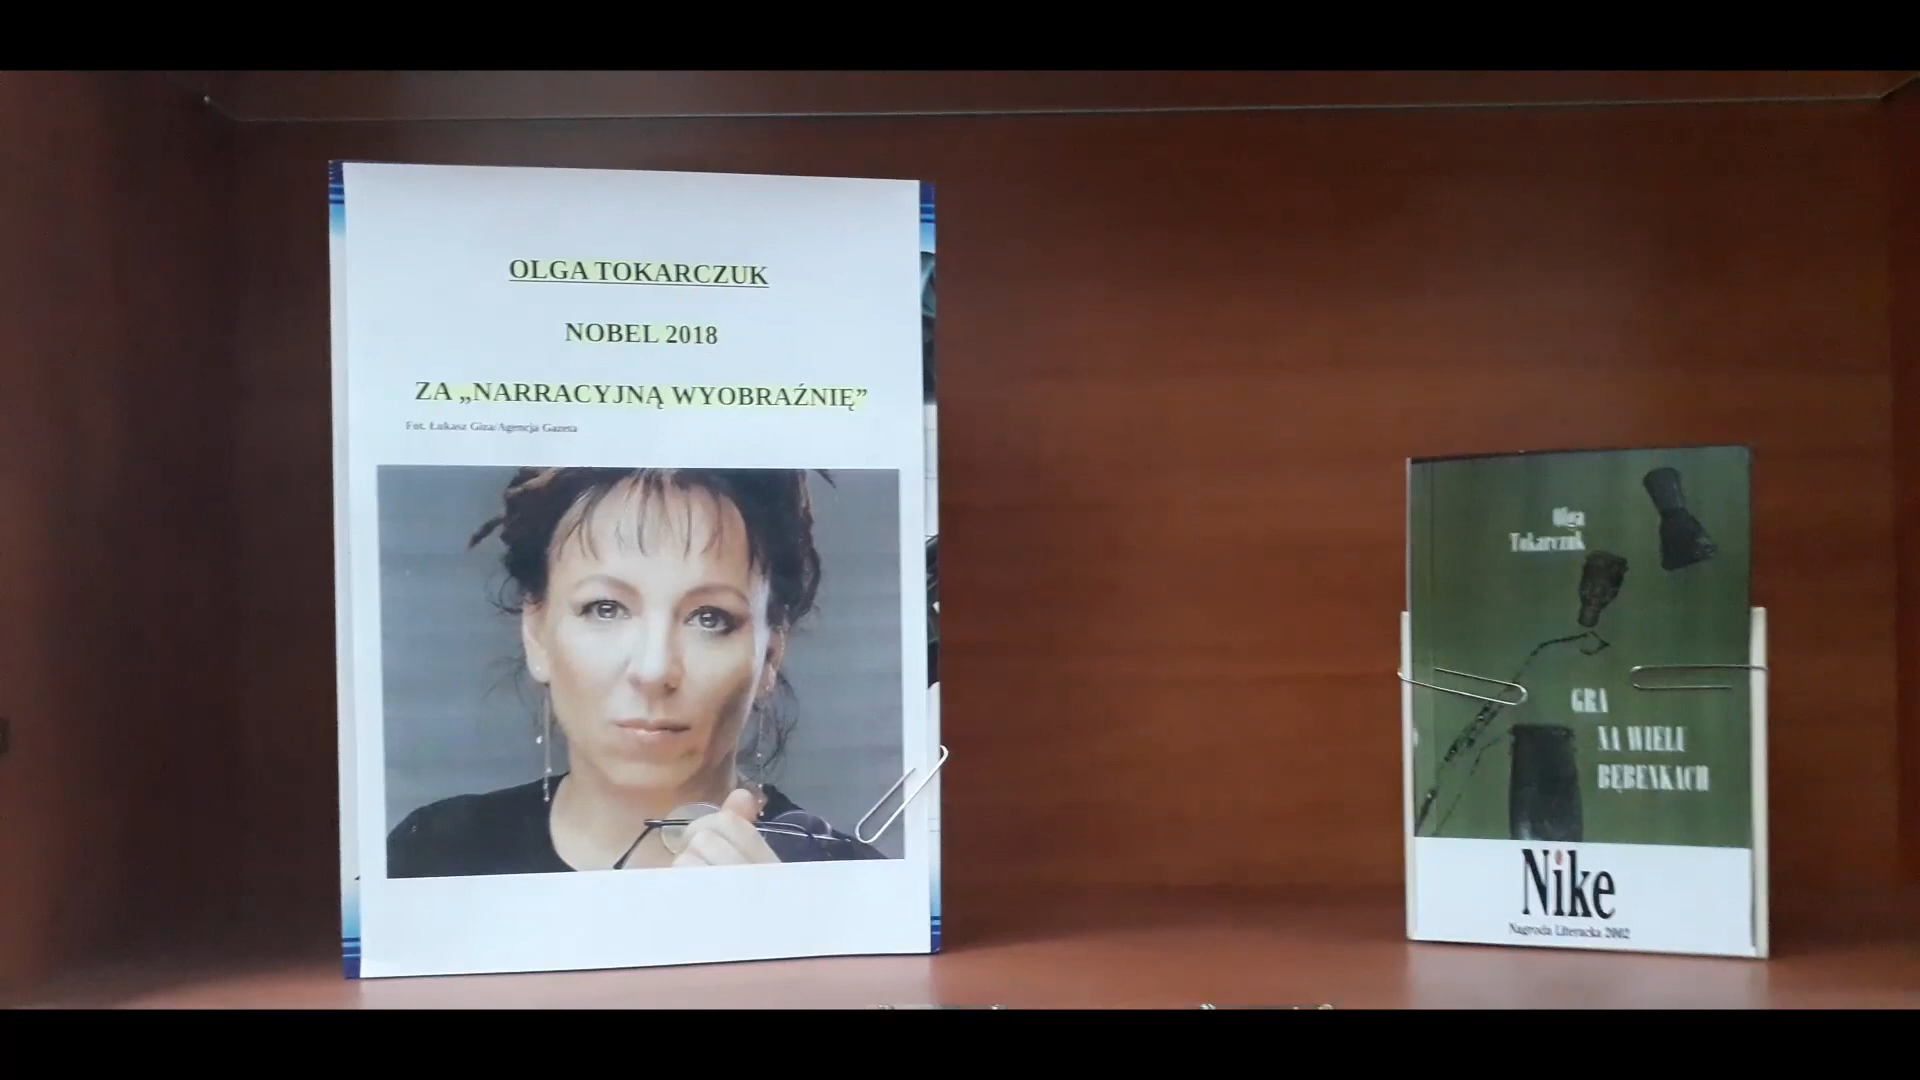 OLGA TOKARCZUK
NOBEL 2018
ZA „NARRACYJNĄ WYOBRAŹNIĘ”
Fot. Łukasz Giza/Agencja Gazeta
Olga
Tokarczuk
GRA
NA WIELU
BĘBENKACH
Nike
Nagroda Literacka 2002